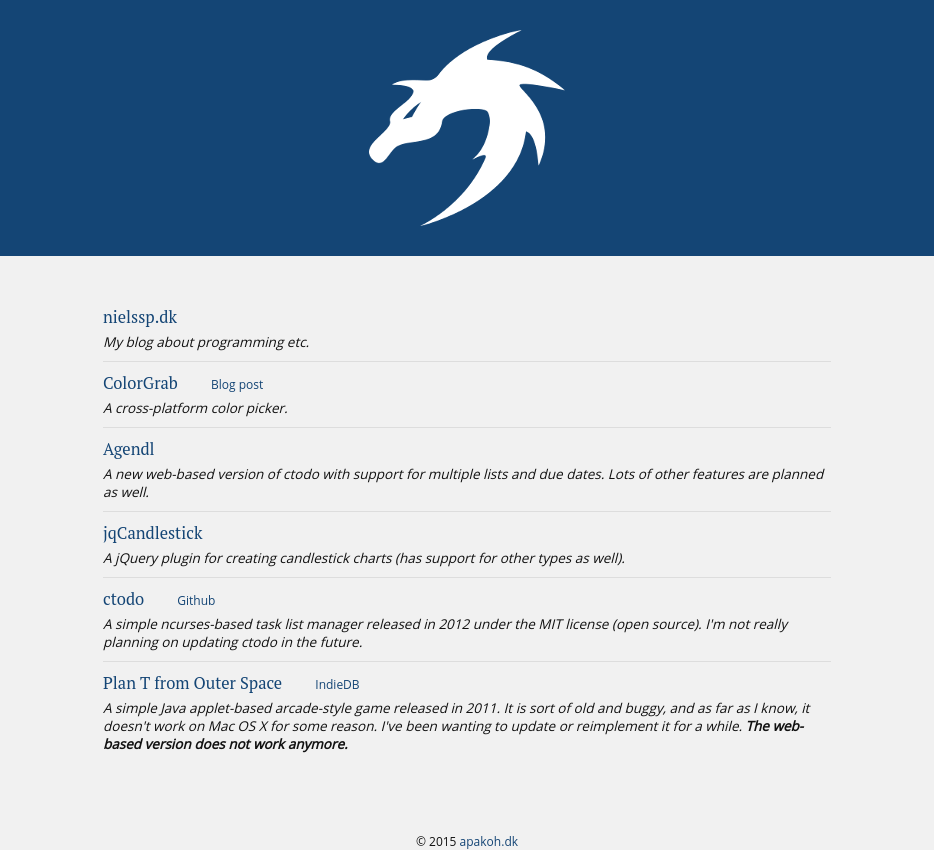 nielssp.dk
My blog about programming etc.
ColorGrab Blog post
A cross-platform color picker.
Agendl
A new web-based version of ctodo with support for multiple lists and due dates. Lots of other features are planned
as well.
jqCandlestick
A jQuery plugin for creating candlestick charts (has support for other types as well).
ctodo Github
A simple ncurses-based task list manager released in 2012 under the MIT license (open source). I'm not really
planning on updating ctodo in the future.
Plan T from Outer Space IndieDB
A simple Java applet-based arcade-style game released in 2011. It is sort of old and buggy, and as far as I know, it
doesn't work on Mac OS X for some reason. I've been wanting to update or reimplement it for a while. The web-
based version does not work anymore.
© 2015 apakoh.dk